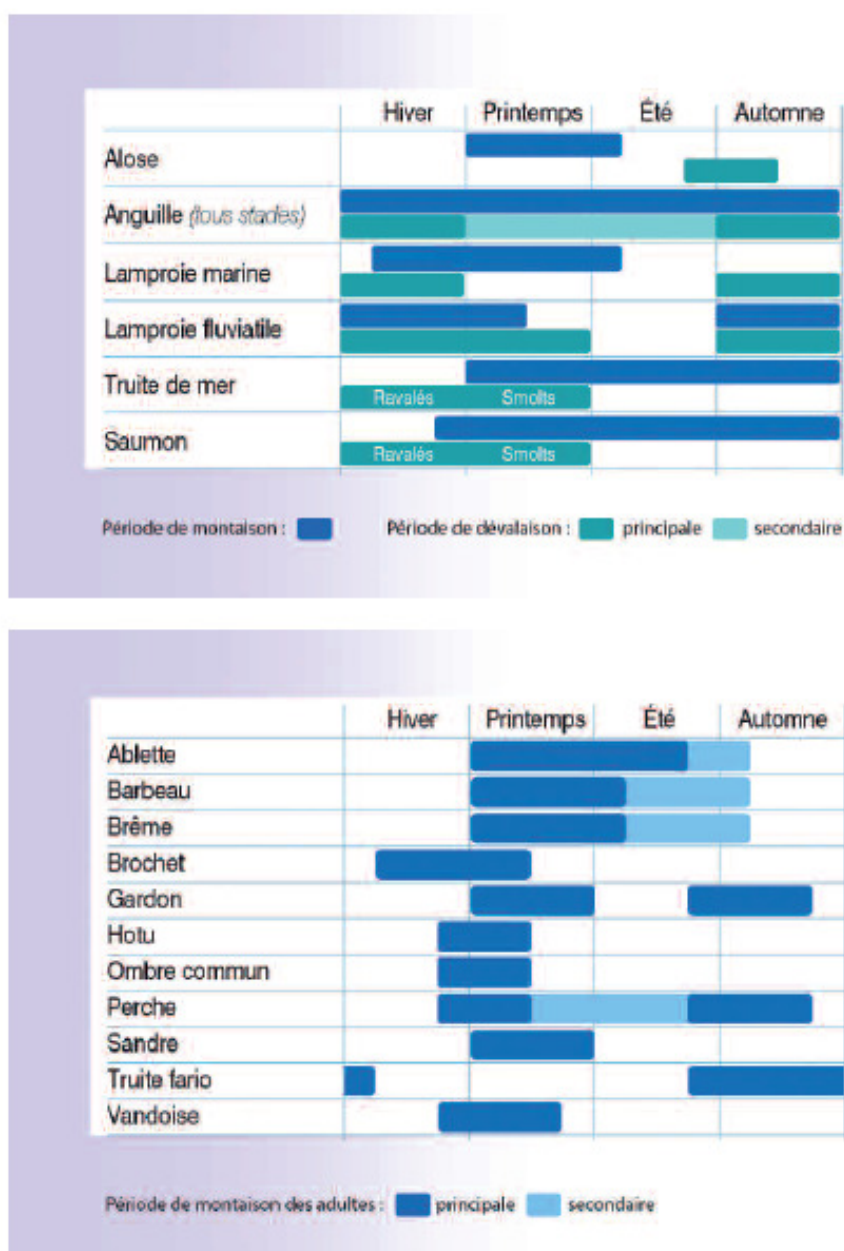 Hiver Printemps Été Automne
Alose
Anguille (tous stades)
Lamproie marine
Lamproie fluviatile
Truite de mer
Ravalés Smolts
Saumon
Ravalés Smolts
Période de montaison : Période de dévalaison : principale secondaire
Hiver Printemps Été Automne
Ablette
Barbeau
Brême
Brochet
Gardon
Hotu
Ombre commun
Perche
Sandre
Truite fario
Vandoise
Période de montaison des adultes : principale secondaire